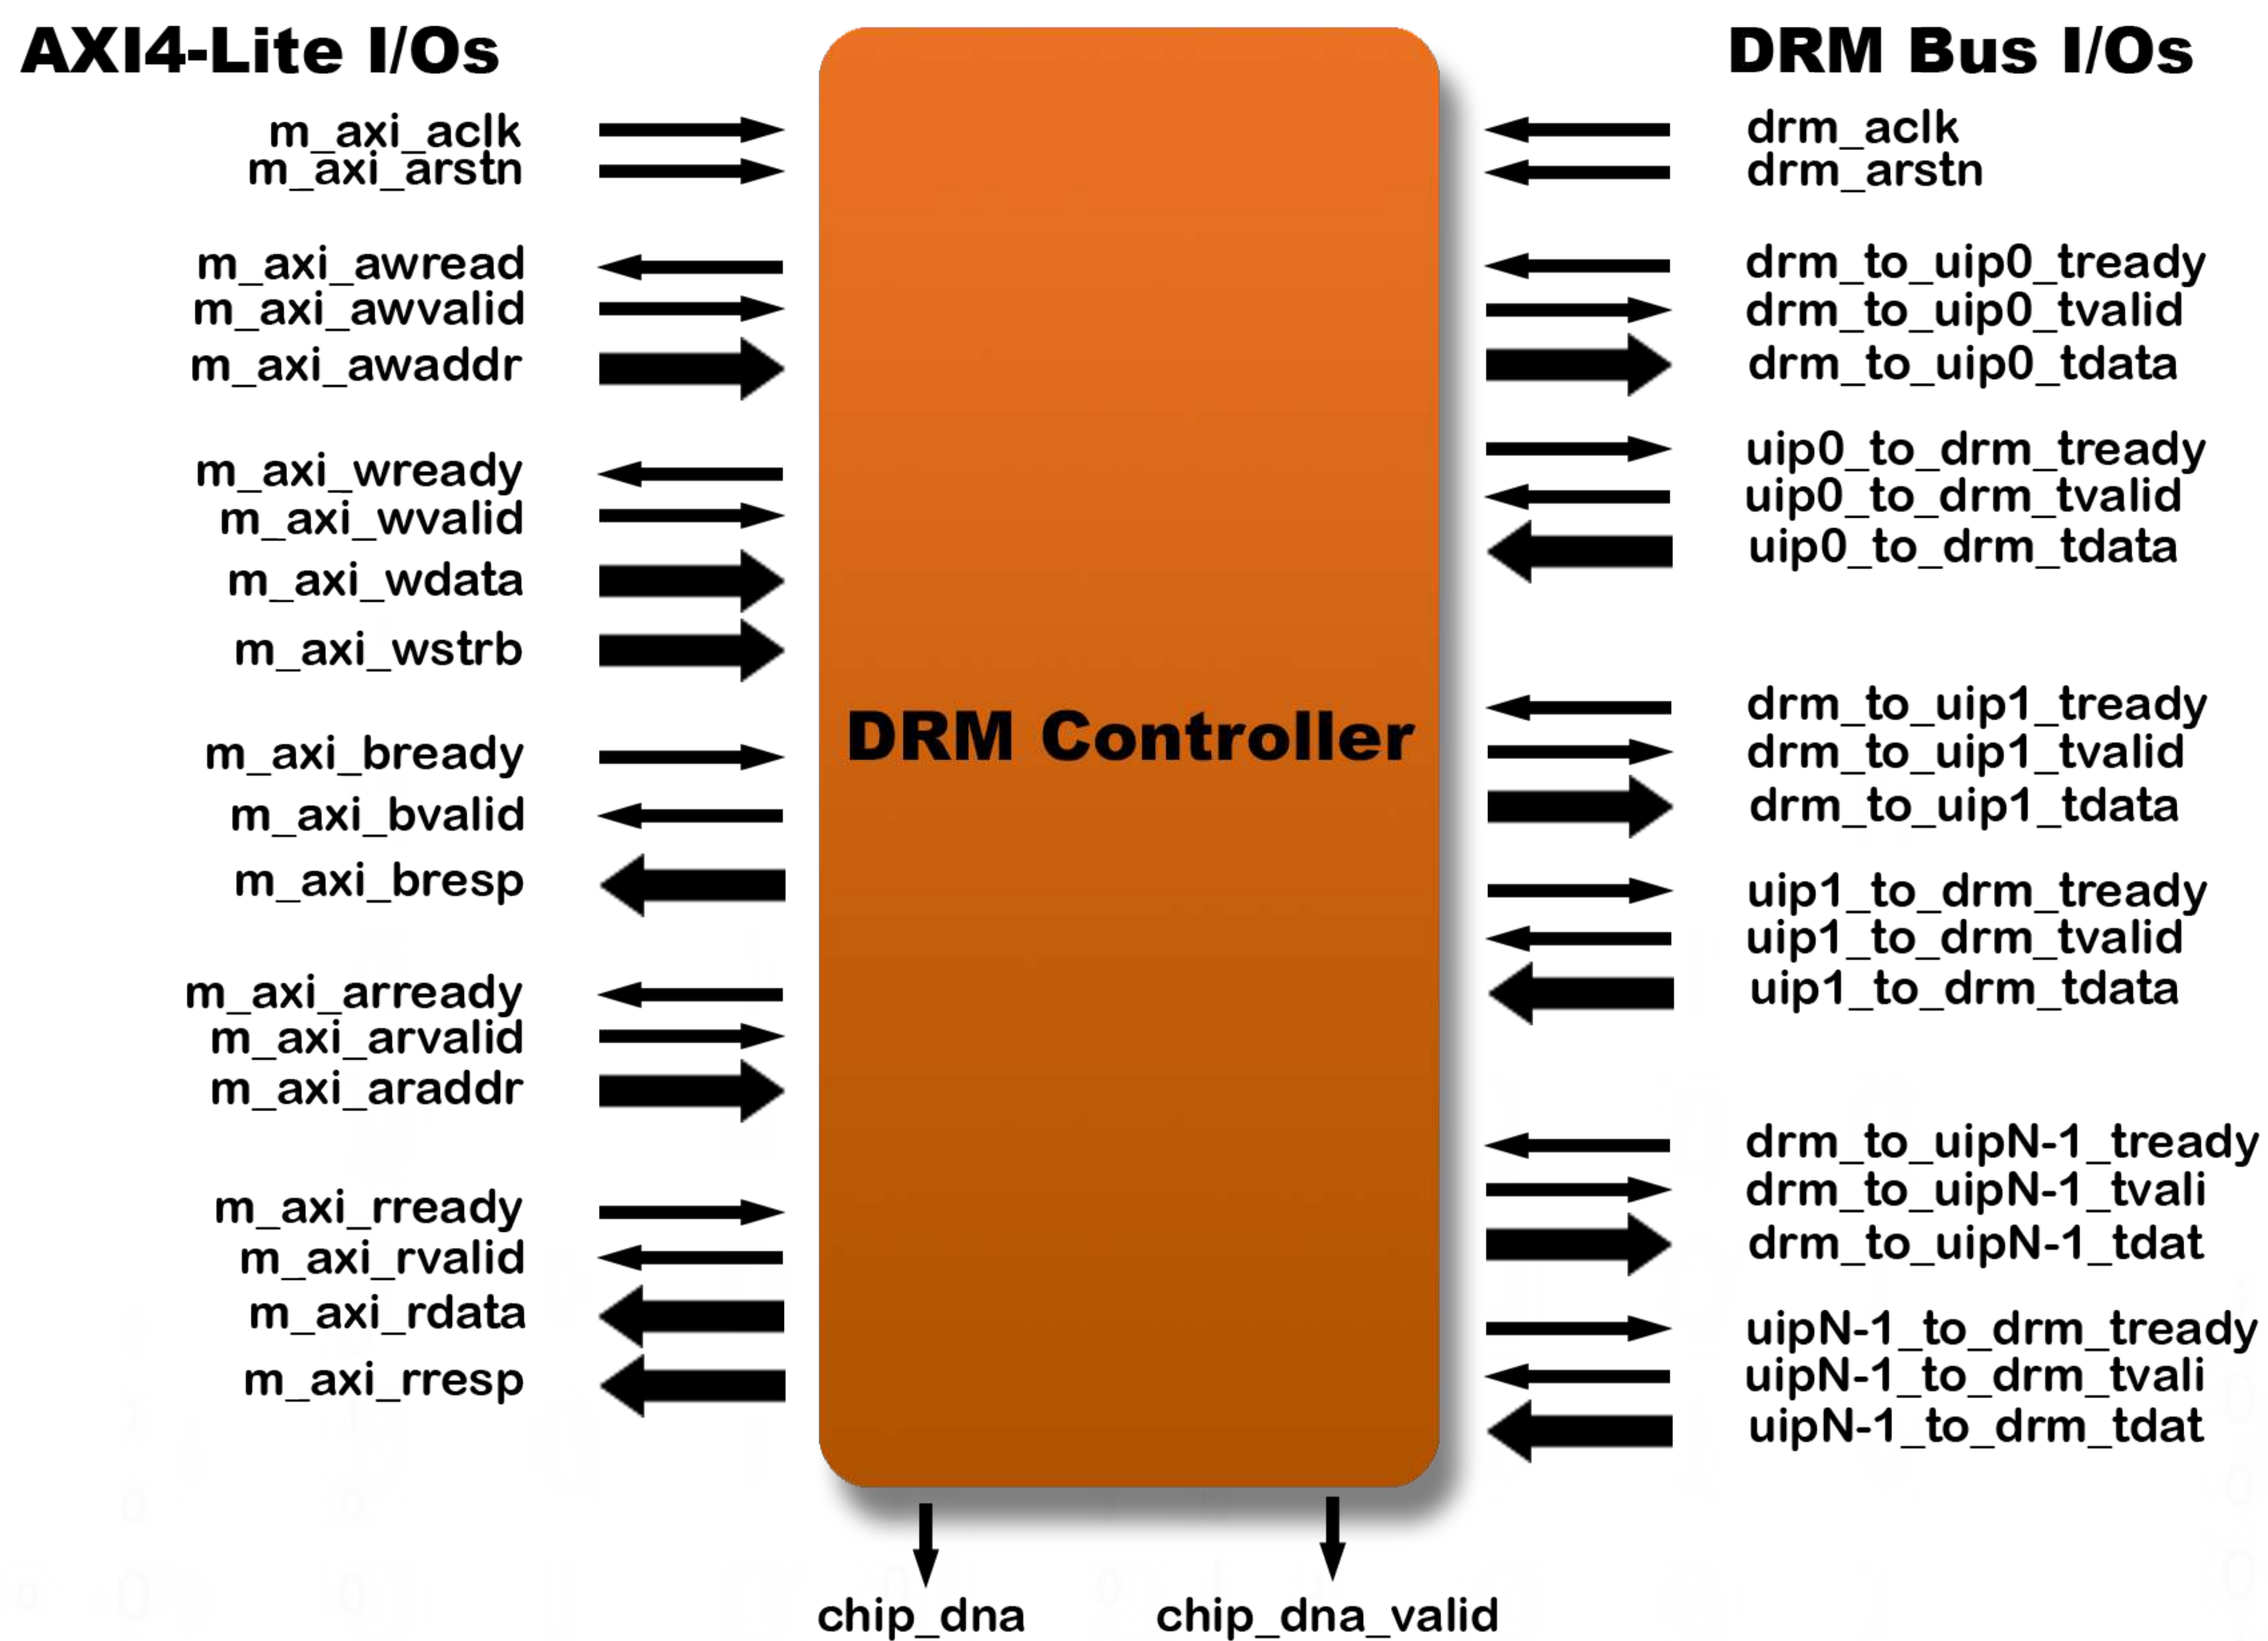 AXI4-Lite I/Os
m_axi_aclk
m_axi_arstn
m_axi_awread
m_axi_awvalid
m_axi_awaddr
m_axi_wready
m_axi_wvalid
m_axi_wdata
m_axi_wstrb
m_axi_bready
m_axi_bvalid
m_axi_bresp
m_axi_arready
m_axi_arvalid
m_axi_araddr
m_axi_rready
m_axi_rvalid
m_axi_rdata
m_axi_rresp
DRM Controller
chip_dna
chip_dna_valid
DRM Bus I/Os
drm_aclk
drm_arstn
drm_to_uip0_tready
drm_to_uip0_tvalid
drm_to_uip0_tdata
uip0_to_drm_tready
uip0_to_drm_tvalid
uip0_to_drm_tdata
drm_to_uip1_tready
drm_to_uip1_tvalid
drm_to_uip1_tdata
uip1_to_drm_tready
uip1_to_drm_tvalid
uip1_to_drm_tdata
drm_to_uipN-1_tready
drm_to_uipN-1_tvali
drm_to_uipN-1_tdat
uipN-1_to_drm_tready
uipN-1_to_drm_tvali
uipN-1_to_drm_tdat